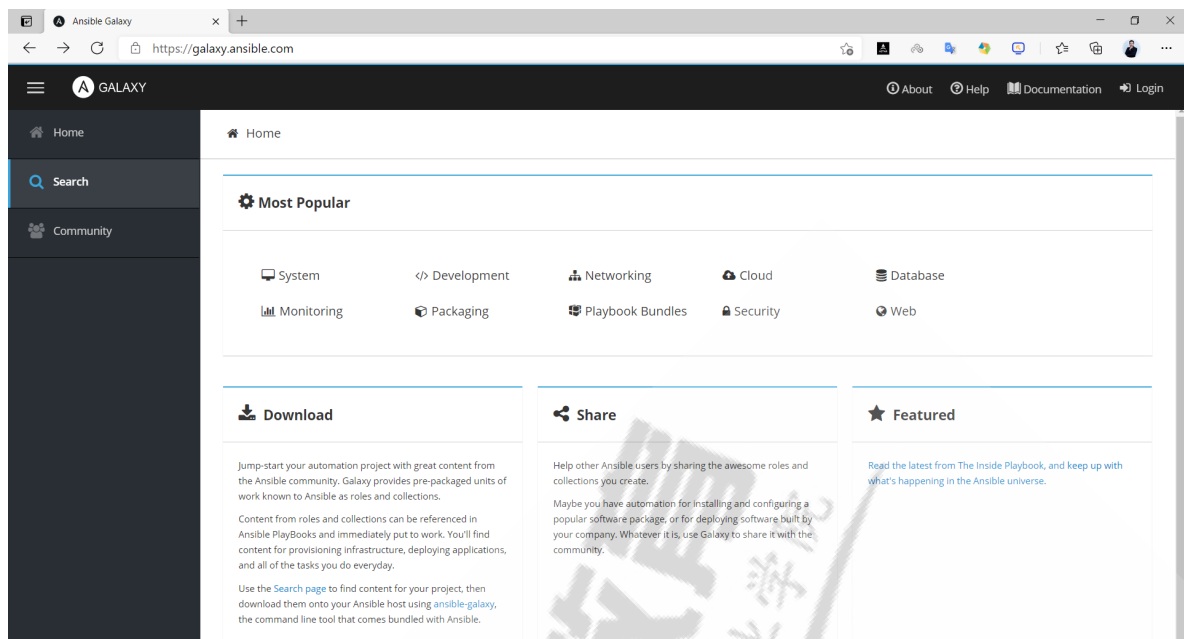 Ansible Galaxy
https://galaxy.ansible.com
GALAXY
About
Help
Documentation
Login
Home
Search
Community
Home
Most Popular
System
</> Development
Networking
Cloud
Database
Monitoring
Packaging
Playbook Bundles
Security
Web
Download
Jump-start your automation project with great content from
the Ansible community. Galaxy provides pre-packaged units of
work known to Ansible as roles and collections.
Content from roles and collections can be referenced in
Ansible PlayBooks and immediately put to work. You'll find
content for provisioning infrastructure, deploying applications,
and all of the tasks you do everyday.
Use the Search page to find content for your project, then
download them onto your Ansible host using ansible-galaxy,
the command line tool that comes bundled with Ansible.
Share
Help other Ansible users by sharing the awesome roles and
collections you create.
Maybe you have automation for installing and configuring a
popular software package, or for deploying software built by
your company. Whatever it is, use Galaxy to share it with the
community.
Featured
Read the latest from The Inside Playbook, and keep up with
what's happening in the Ansible universe.